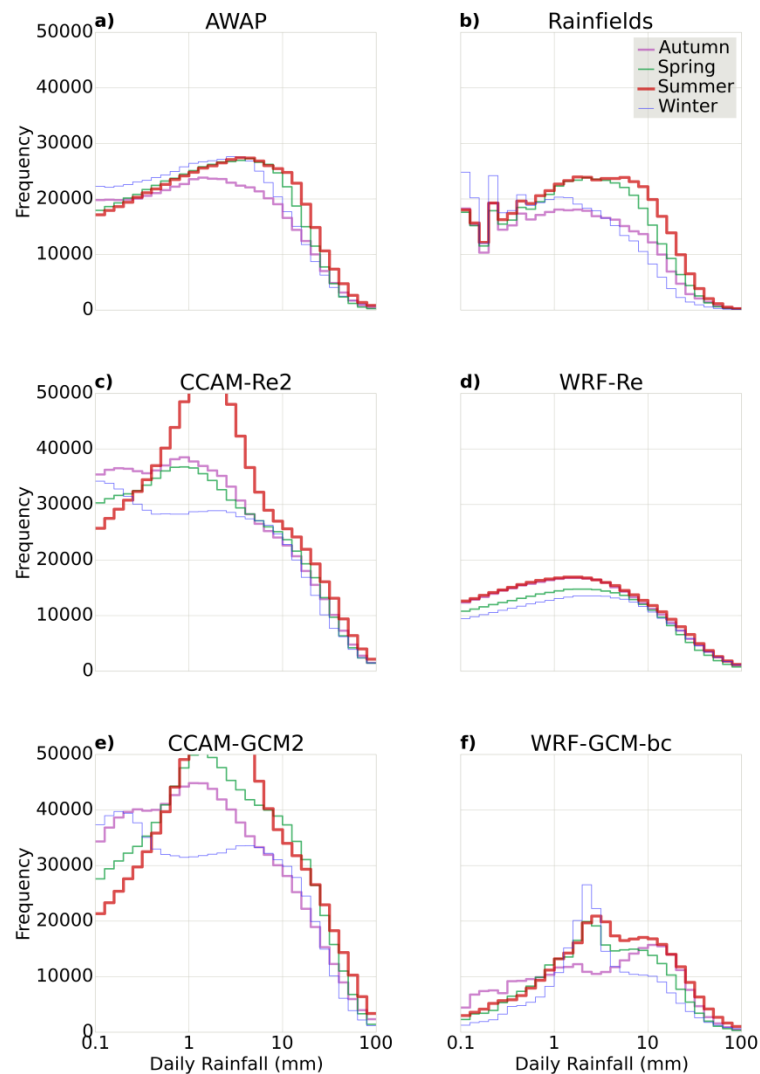 a) AWAP
b) Rainfields
50000
40000
30000
20000
10000
0
Frequency
Autumn
Spring
Summer
Winter
c) CCAM-Re2
d) WRF-Re
50000
40000
30000
20000
10000
0
Frequency
e) CCAM-GCM2
f) WRF-GCM-bc
50000
40000
30000
20000
10000
0
Frequency
0.1 1 10 100
0.1 1 10 100
Daily Rainfall (mm)
Daily Rainfall (mm)